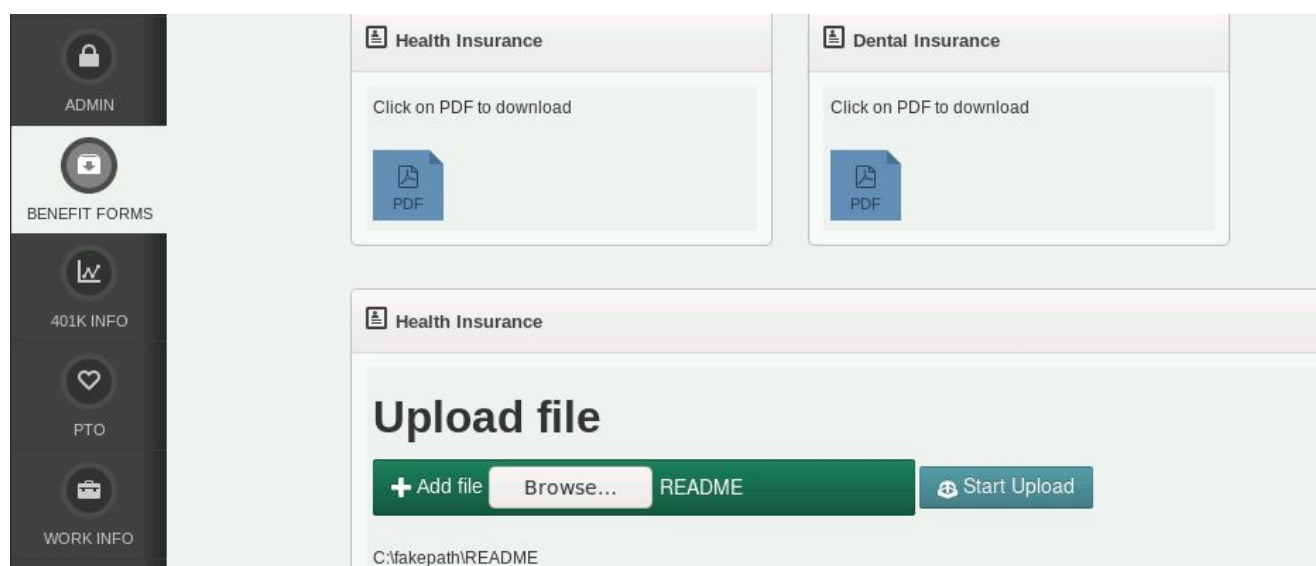 ADMIN
BENEFIT FORMS
401K INFO
PTO
WORK INFO
Health Insurance
Click on PDF to download
PDF
Dental Insurance
Click on PDF to download
PDF
Health Insurance
Upload file
Add file Browse... README Start Upload
C:\fakepath\README